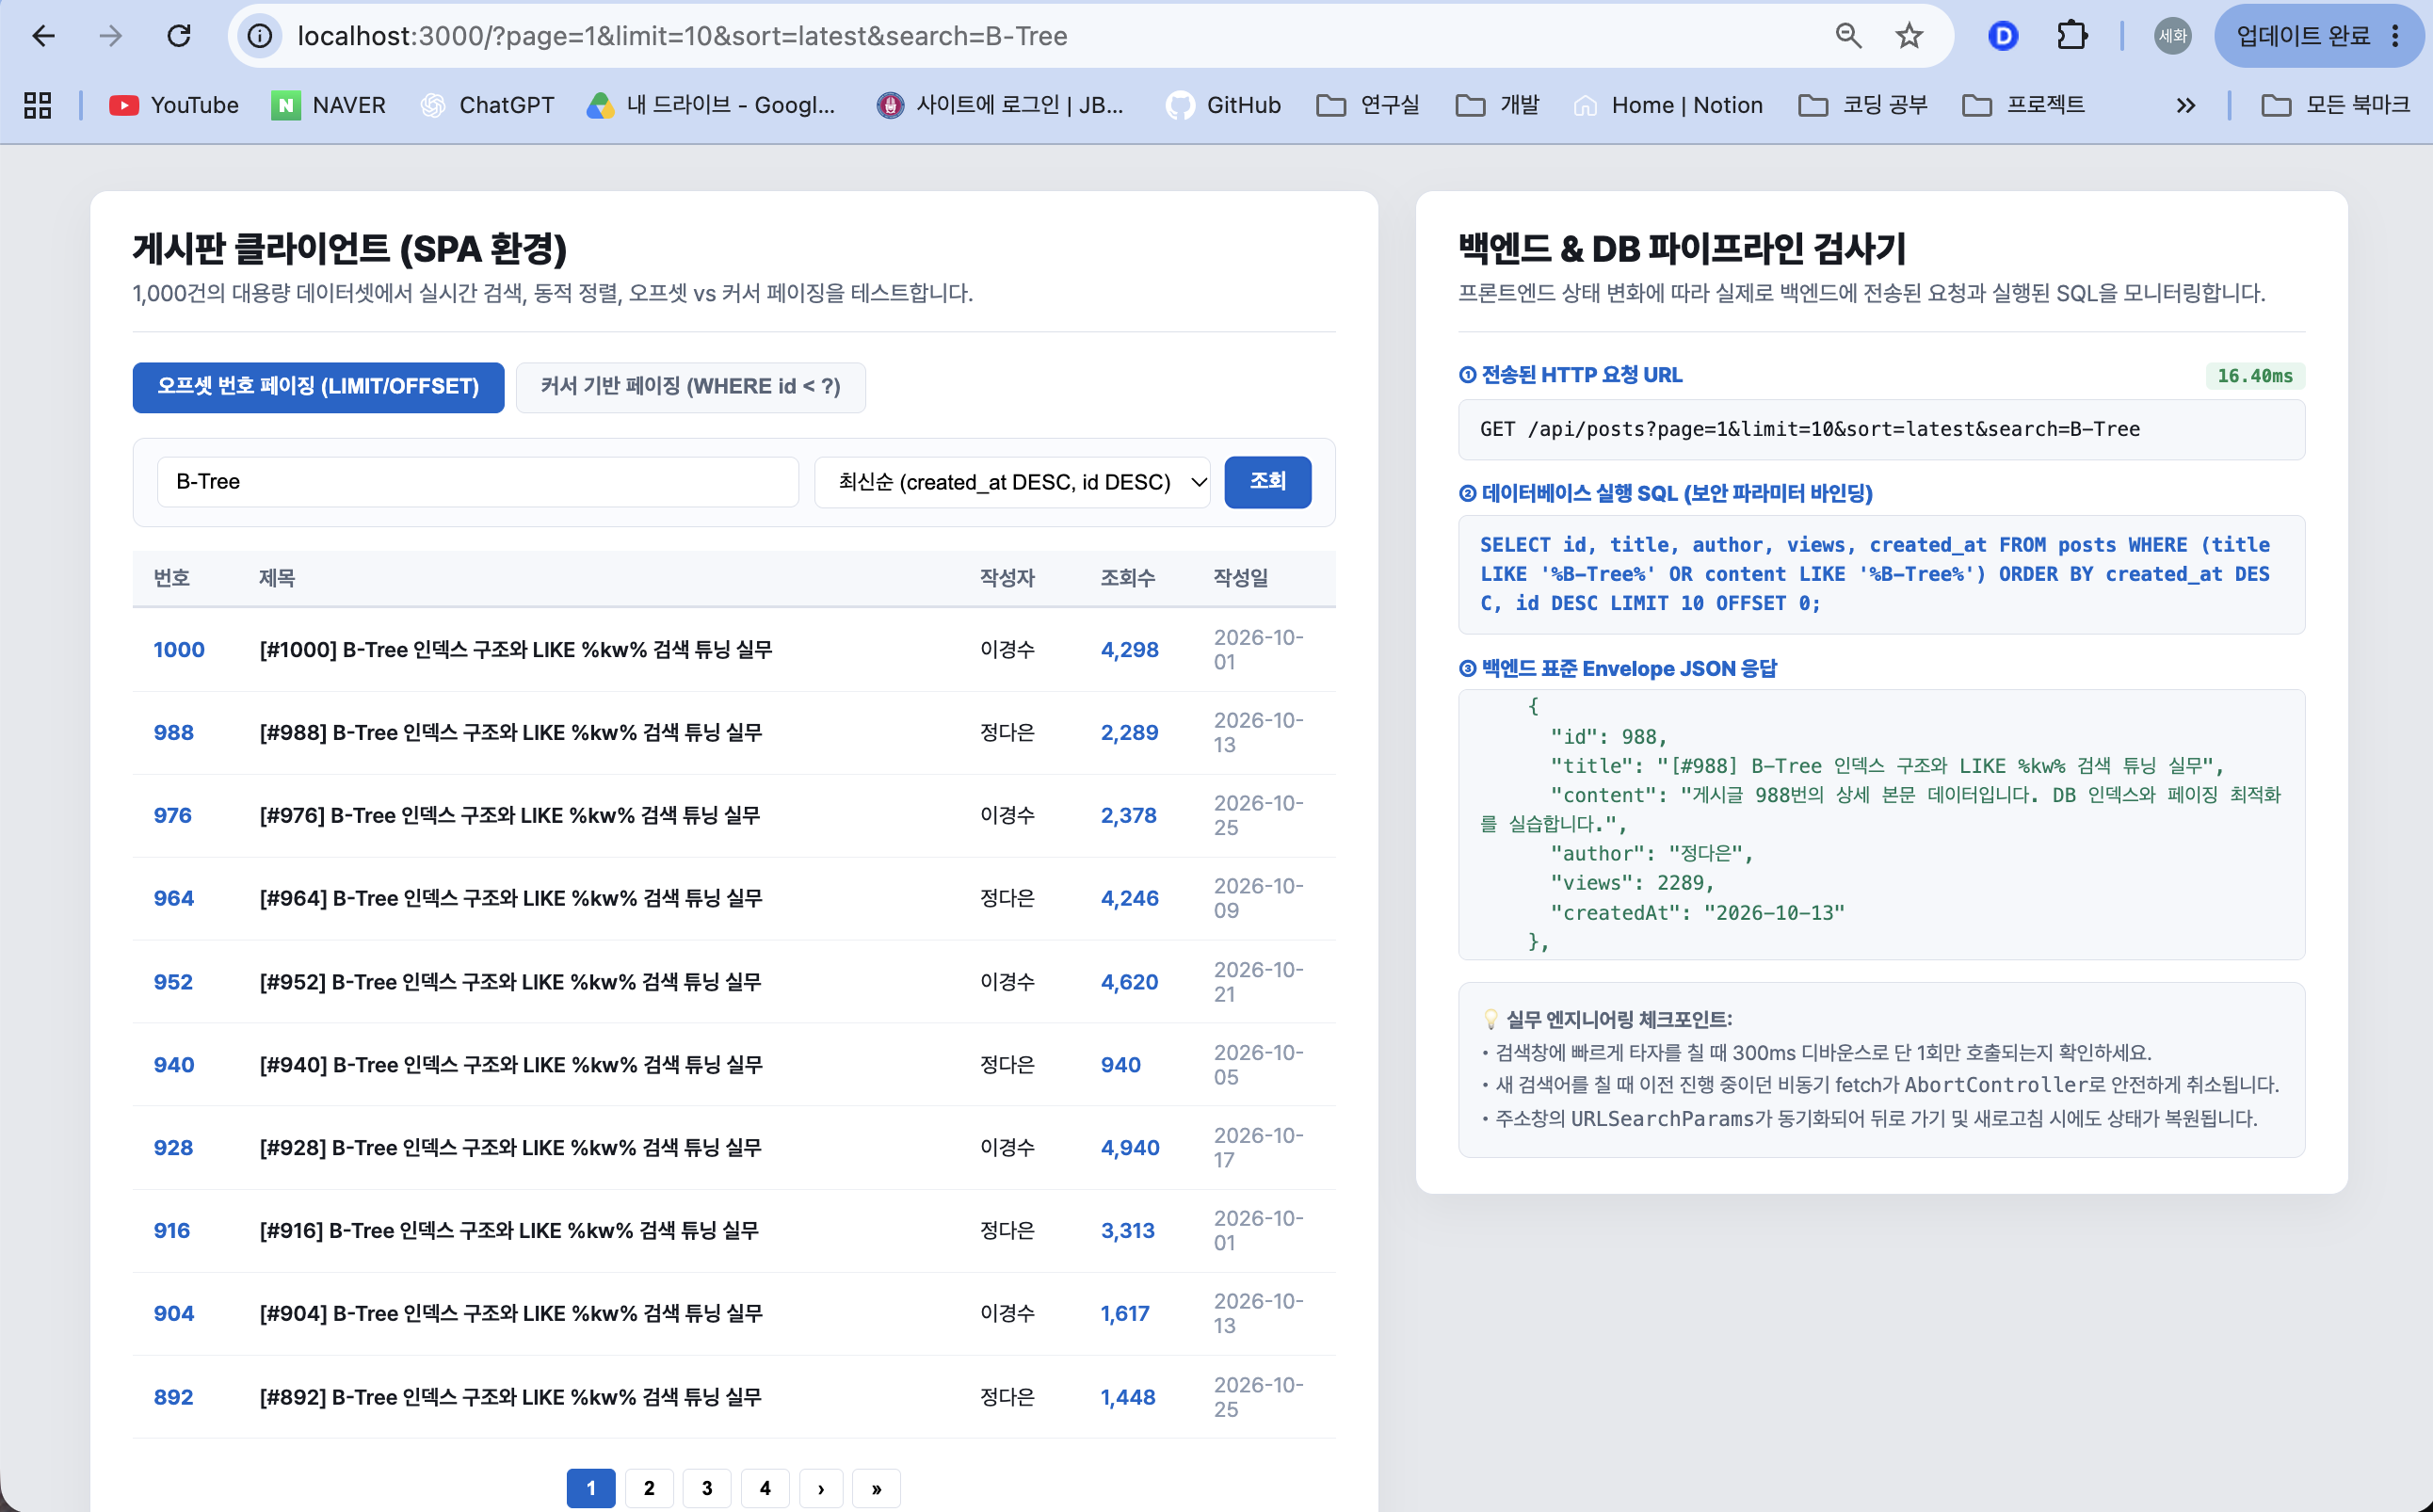 localhost:3000/?page=1&limit=10&sort=latest&search=B-Tree
세화
업데이트 완료
YouTube
NAVER
ChatGPT
내 드라이브 - Googl...
사이트에 로그인 | JB...
GitHub
연구실
개발
Home | Notion
코딩 공부
프로젝트
모든 북마크
게시판 클라이언트 (SPA 환경)
1,000건의 대용량 데이터셋에서 실시간 검색, 동적 정렬, 오프셋 vs 커서 페이징을 테스트합니다.
오프셋 번호 페이징 (LIMIT/OFFSET)
커서 기반 페이징 (WHERE id < ?)
B-Tree
최신순 (created_at DESC, id DESC)
조회
번호 제목 작성자 조회수 작성일
1000 [#1000] B-Tree 인덱스 구조와 LIKE %kw% 검색 튜닝 실무 이경수 4,298 2026-10-
01
988 [#988] B-Tree 인덱스 구조와 LIKE %kw% 검색 튜닝 실무 정다은 2,289 2026-10-
13
976 [#976] B-Tree 인덱스 구조와 LIKE %kw% 검색 튜닝 실무 이경수 2,378 2026-10-
25
964 [#964] B-Tree 인덱스 구조와 LIKE %kw% 검색 튜닝 실무 정다은 4,246 2026-10-
09
952 [#952] B-Tree 인덱스 구조와 LIKE %kw% 검색 튜닝 실무 이경수 4,620 2026-10-
21
940 [#940] B-Tree 인덱스 구조와 LIKE %kw% 검색 튜닝 실무 정다은 940 2026-10-
05
928 [#928] B-Tree 인덱스 구조와 LIKE %kw% 검색 튜닝 실무 이경수 4,940 2026-10-
17
916 [#916] B-Tree 인덱스 구조와 LIKE %kw% 검색 튜닝 실무 정다은 3,313 2026-10-
01
904 [#904] B-Tree 인덱스 구조와 LIKE %kw% 검색 튜닝 실무 이경수 1,617 2026-10-
13
892 [#892] B-Tree 인덱스 구조와 LIKE %kw% 검색 튜닝 실무 정다은 1,448 2026-10-
25
1 2 3 4 › »
백엔드 & DB 파이프라인 검사기
프론트엔드 상태 변화에 따라 실제로 백엔드에 전송된 요청과 실행된 SQL을 모니터링합니다.
① 전송된 HTTP 요청 URL
16.40ms
GET /api/posts?page=1&limit=10&sort=latest&search=B-Tree
② 데이터베이스 실행 SQL (보안 파라미터 바인딩)
SELECT id, title, author, views, created_at FROM posts WHERE (title
LIKE '%B-Tree%' OR content LIKE '%B-Tree%') ORDER BY created_at DES
C, id DESC LIMIT 10 OFFSET 0;
③ 백엔드 표준 Envelope JSON 응답
{
"id": 988,
"title": "[#988] B-Tree 인덱스 구조와 LIKE %kw% 검색 튜닝 실무",
"content": "게시글 988번의 상세 본문 데이터입니다. DB 인덱스와 페이징 최적화
를 실습합니다.",
"author": "정다은",
"views": 2289,
"createdAt": "2026-10-13"
},
💡 실무 엔지니어링 체크포인트:
• 검색창에 빠르게 타자를 칠 때 300ms 디바운스로 단 1회만 호출되는지 확인하세요.
• 새 검색어를 칠 때 이전 진행 중이던 비동기 fetch가 AbortController로 안전하게 취소됩니다.
• 주소창의 URLSearchParams가 동기화되어 뒤로 가기 및 새로고침 시에도 상태가 복원됩니다.